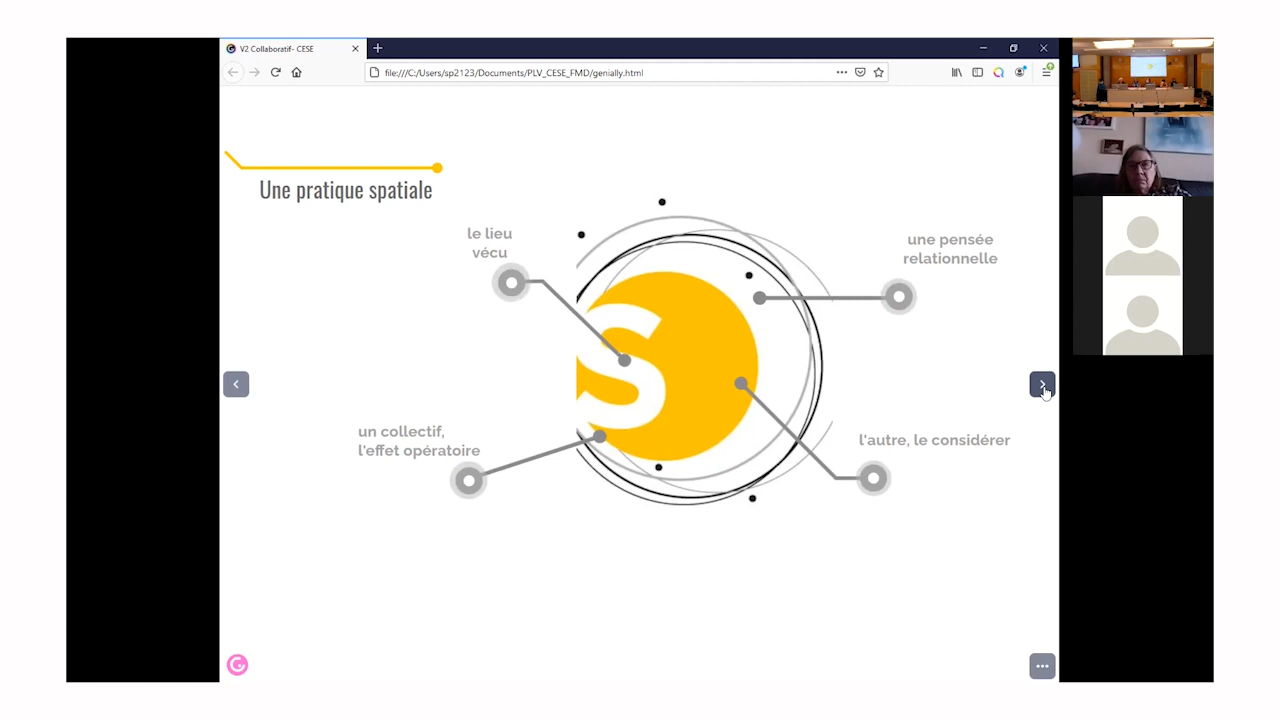 V2 Collaboratif- CESE
file:///C:/Users/sp2123/Documents/PLV_CESE_FMD/genially.html
Une pratique spatiale
le lieu
vécu
une pensée
relationnelle
S
un collectif,
l'effet opératoire
l'autre, le considérer